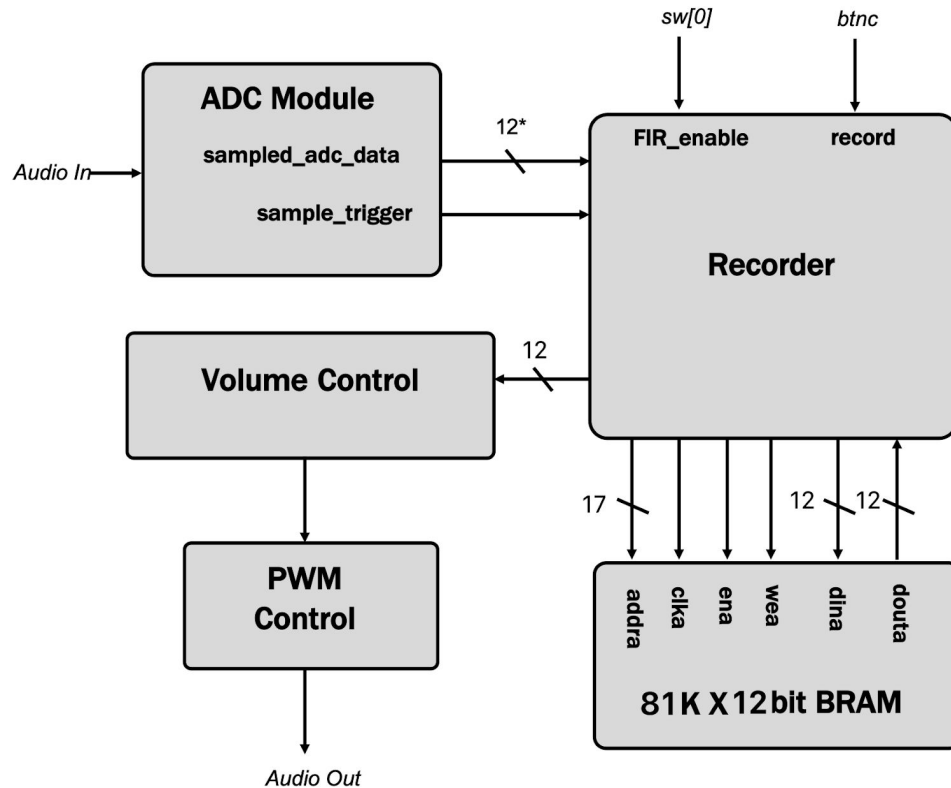 sw[0]
btnc
ADC Module
sampled_adc_data
sample_trigger
Audio In
12*
FIR_enable
record
Recorder
Volume Control
12
17
12
12
PWM
Control
addra
clka
ena
wea
dina
douta
81K X 12 bit BRAM
Audio Out